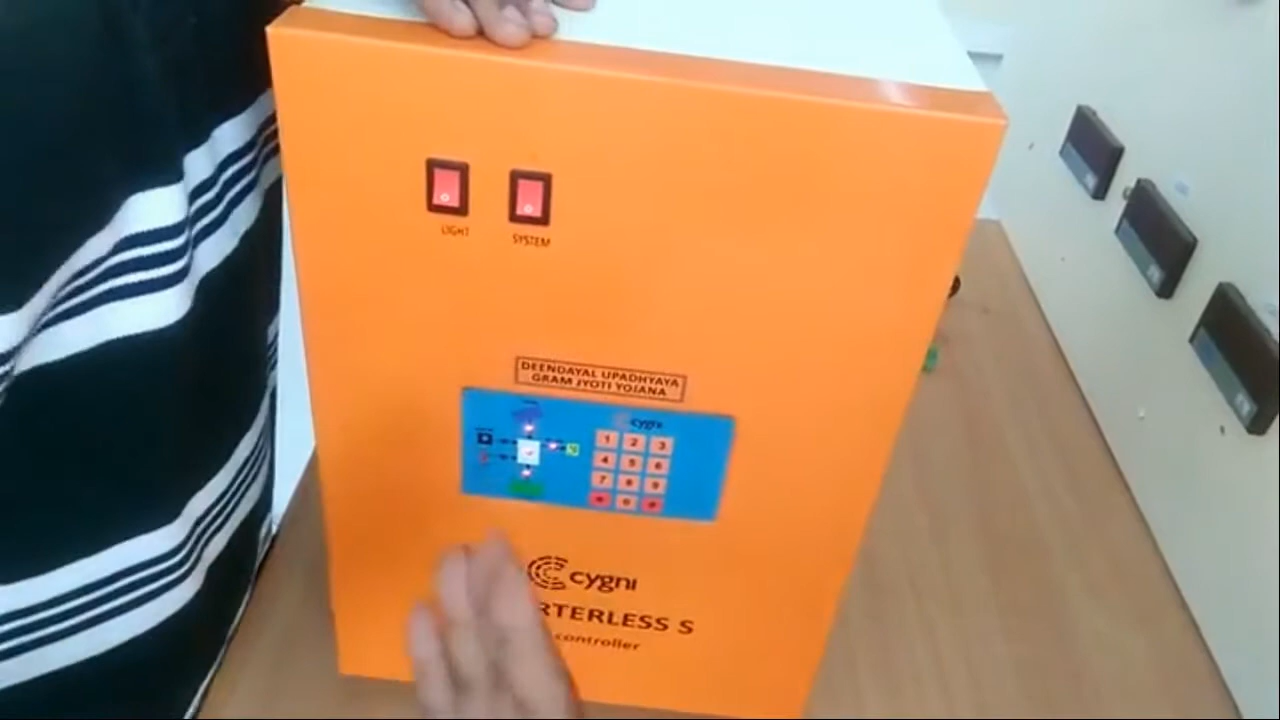 LIGHT
SYSTEM
DEENDAYAL UPADHYAYA
GRAM JYOTI YOJANA
cygni
1 2 3
4 5 6
7 8 9
* 0 #
cygni
RTERLESS S
controller